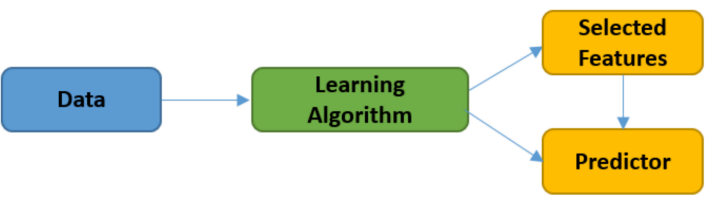 Data
Learning
Algorithm
Selected
Features
Predictor